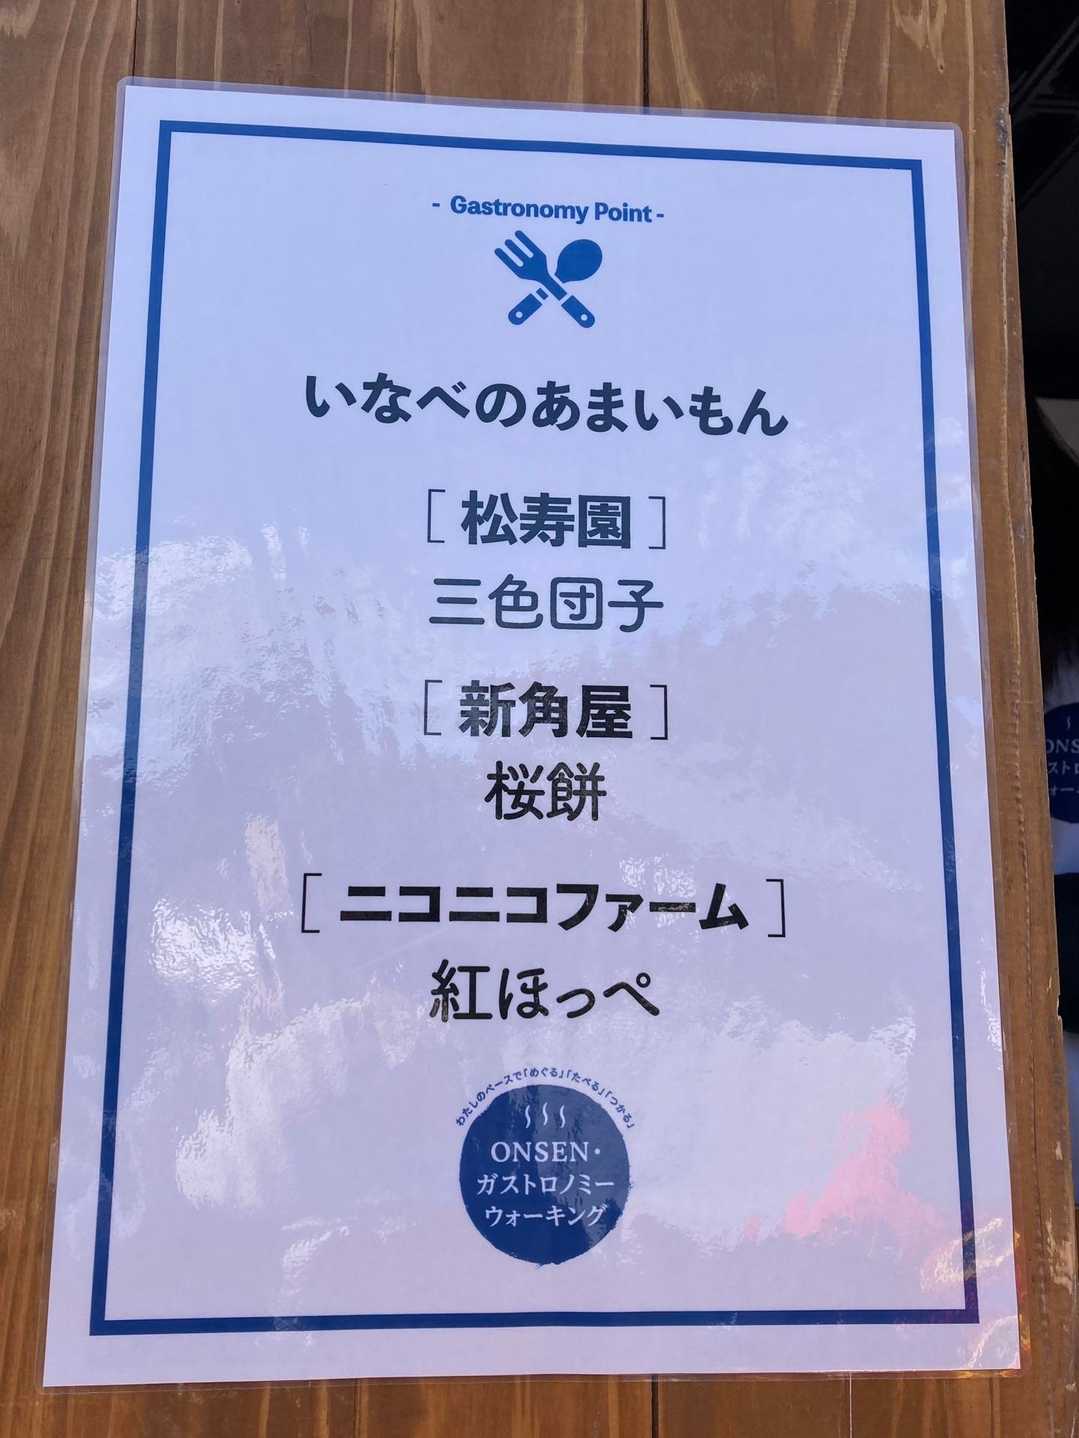 - Gastronomy Point -
いなべのあまいもん
[ 松寿園 ]
三色団子
[ 新角屋 ]
桜餅
[ ニコニコファーム ]
紅ほっぺ
わたしのペースで「めぐる」「たべる」「つかる」
ONSEN・
ガストロノミー
ウォーキング